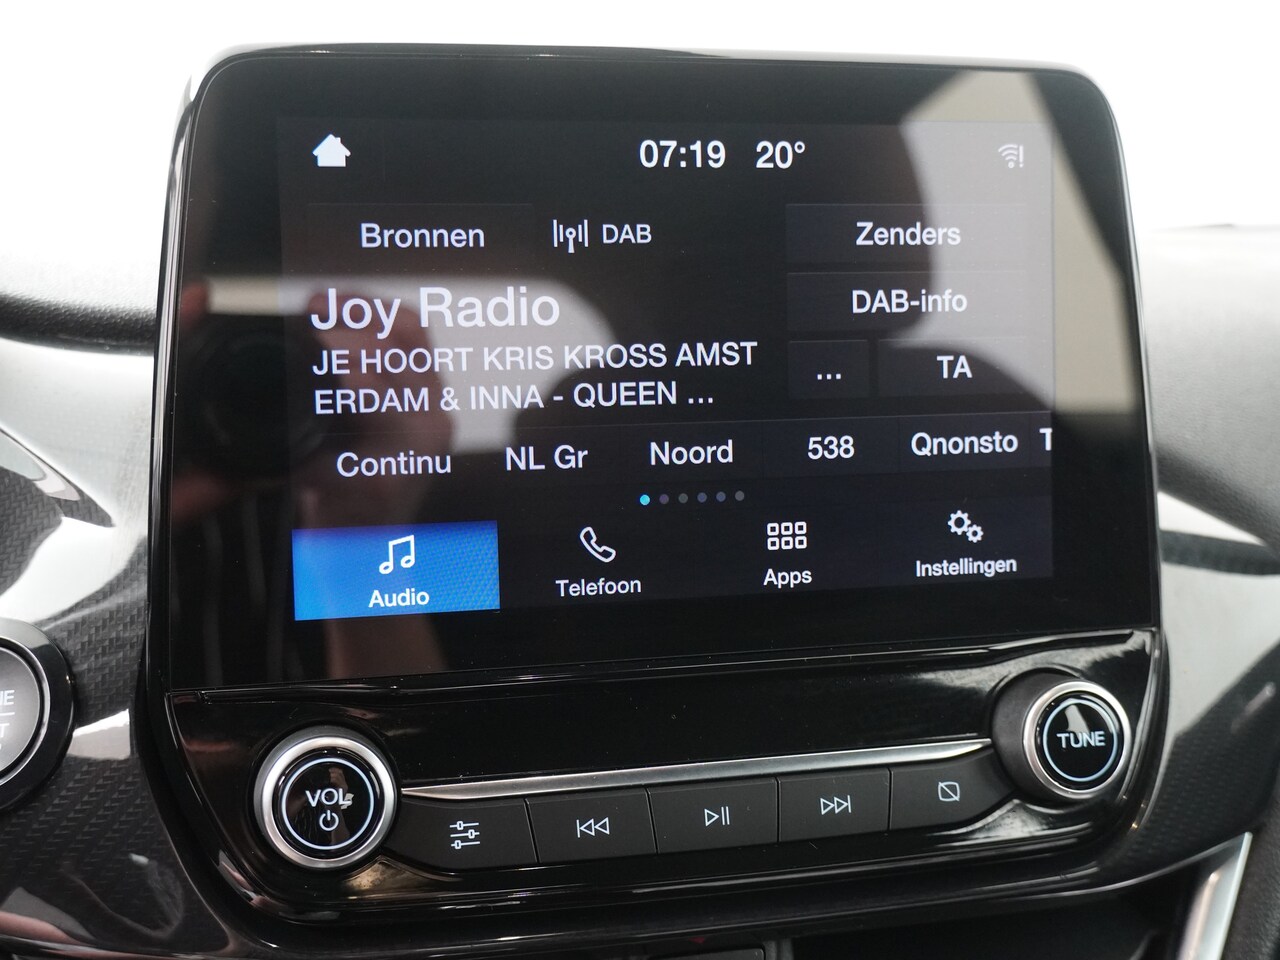 07:19 20°
Bronnen DAB Zenders
Joy Radio
DAB-info
JE HOORT KRIS KROSS AMST
ERDAM & INNA - QUEEN ...
... TA
Continu NL Gr Noord 538 Qnonsto
Audio Telefoon Apps Instellingen
VOL
TUNE